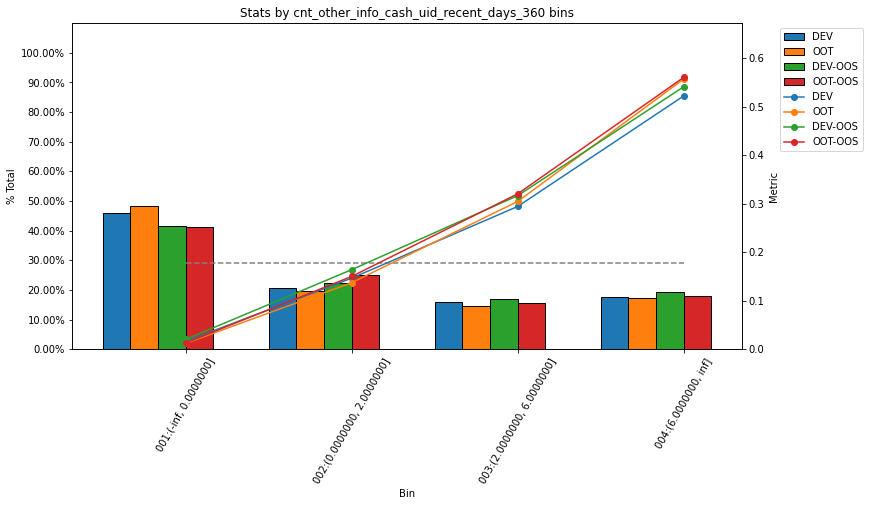 Stats by cnt_other_info_cash_uid_recent_days_360 bins
100.00%
90.00%
80.00%
70.00%
60.00%
50.00%
40.00%
30.00%
20.00%
10.00%
0.00%
% Total
0.6
0.5
0.4
0.3
0.2
0.1
0.0
Metric
DEV
OOT
DEV-OOS
OOT-OOS
DEV
OOT
DEV-OOS
OOT-OOS
001:(-inf, 0.0000000]
002:(0.0000000, 2.0000000]
003:(2.0000000, 6.0000000]
004:(6.0000000, inf]
Bin